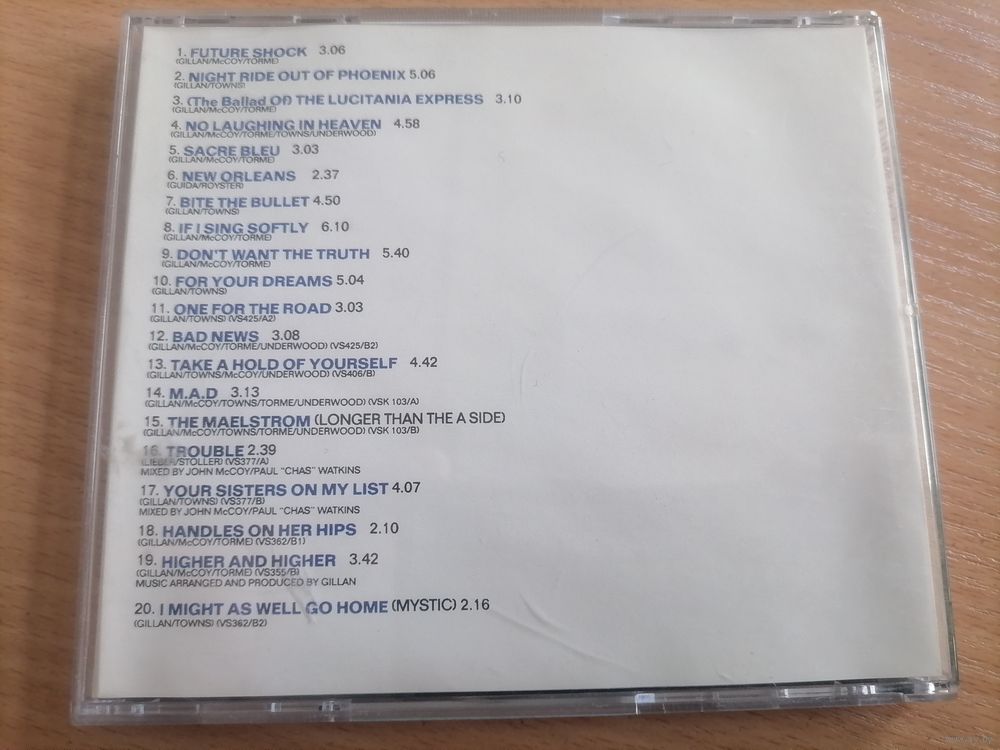 1. FUTURE SHOCK 3.06
(GILLAN/McCOY/TORME)
2. NIGHT RIDE OUT OF PHOENIX 5.06
(GILLAN/TOWNS)
3. (The Ballad Of) THE LUCITANIA EXPRESS 3.10
(GILLAN/McCOY/TORME)
4. NO LAUGHING IN HEAVEN 4.58
(GILLAN/McCOY/TORME/TOWNS/UNDERWOOD)
5. SACRE BLEU 3.03
(GILLAN/McCOY/TORME)
6. NEW ORLEANS 2.37
(GUIDA/ROYSTER)
7. BITE THE BULLET 4.50
(GILLAN/TOWNS)
8. IF I SING SOFTLY 6.10
(GILLAN/McCOY/TORME)
9. DON'T WANT THE TRUTH 5.40
(GILLAN/McCOY/TORME)
10. FOR YOUR DREAMS 5.04
(GILLAN/TOWNS)
11. ONE FOR THE ROAD 3.03
(GILLAN/TOWNS) (VS425/A2)
12. BAD NEWS 3.08
(GILLAN/McCOY/TORME/UNDERWOOD) (VS425/B2)
13. TAKE A HOLD OF YOURSELF 4.42
(GILLAN/TOWNS/McCOY/UNDERWOOD) (VS406/B)
14. M.A.D 3.13
(GILLAN/McCOY/TOWNS/TORME/UNDERWOOD) (VSK 103/A)
15. THE MAELSTROM (LONGER THAN THE A SIDE)
(GILLAN/McCOY/TOWNS/TORME/UNDERWOOD) (VSK 103/B)
16. TROUBLE 2.39
(LIEBER/STOLLER) (VS377/A)
MIXED BY JOHN McCOY/PAUL "CHAS" WATKINS
17. YOUR SISTERS ON MY LIST 4.07
(GILLAN/TOWNS) (VS377/B)
MIXED BY JOHN McCOY/PAUL "CHAS" WATKINS
18. HANDLES ON HER HIPS 2.10
(GILLAN/McCOY/TORME) (VS362/B1)
19. HIGHER AND HIGHER 3.42
(GILLAN/McCOY/TORME) (VS355/B)
MUSIC ARRANGED AND PRODUCED BY GILLAN
20. I MIGHT AS WELL GO HOME (MYSTIC) 2.16
(GILLAN/TOWNS) (VS362/B2)